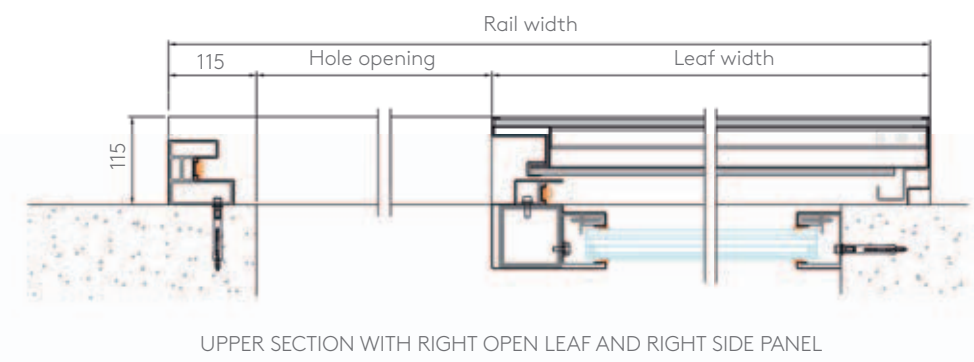 Rail width
115
Hole opening
Leaf width
115
UPPER SECTION WITH RIGHT OPEN LEAF AND RIGHT SIDE PANEL